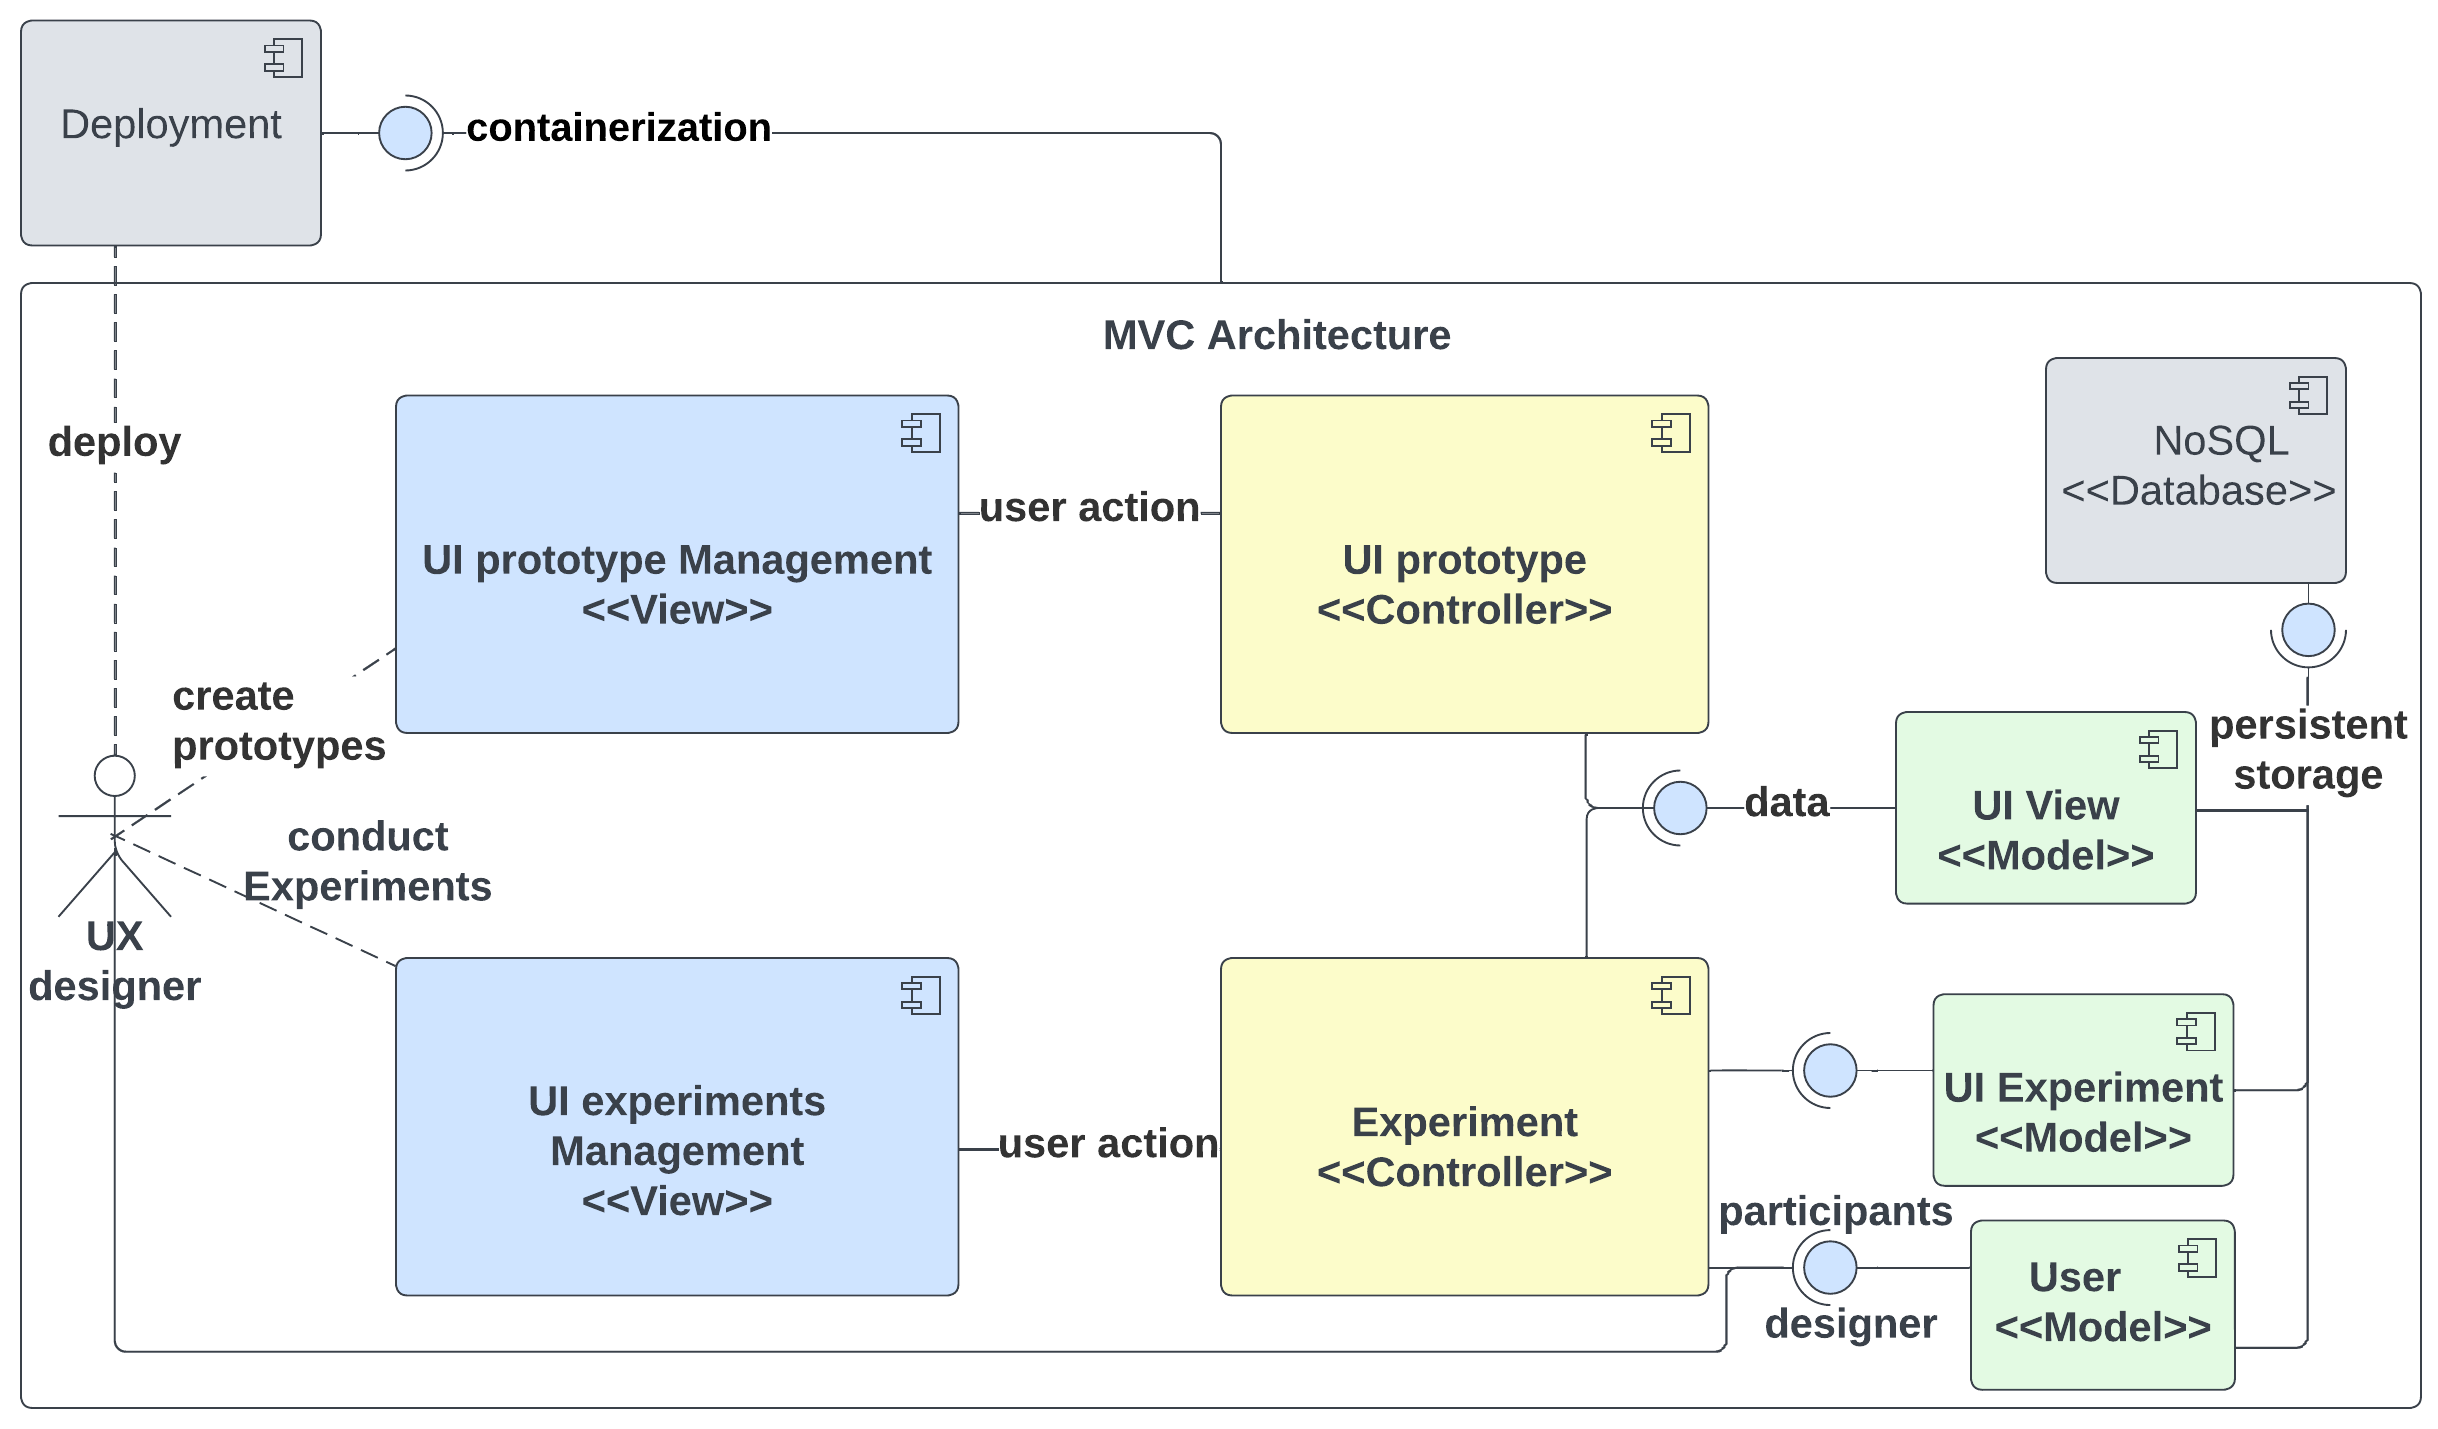 Deployment
containerization
MVC Architecture
deploy
UI prototype Management
<<View>>
user action
UI prototype
<<Controller>>
NoSQL
<<Database>>
create
prototypes
persistent
storage
data
UI View
<<Model>>
conduct
Experiments
UX
designer
UI experiments
Management
<<View>>
user action
Experiment
<<Controller>>
UI Experiment
<<Model>>
participants
designer
User
<<Model>>